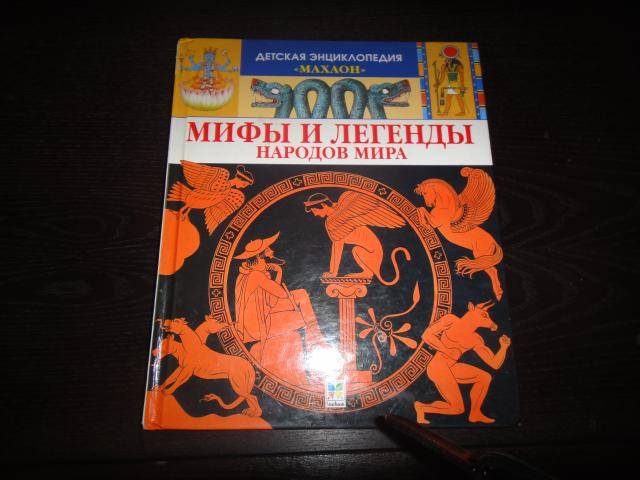 ДЕТСКАЯ ЭНЦИКЛОПЕДИЯ
«МАХАОН»
МИФЫ И ЛЕГЕНДЫ
НАРОДОВ МИРА